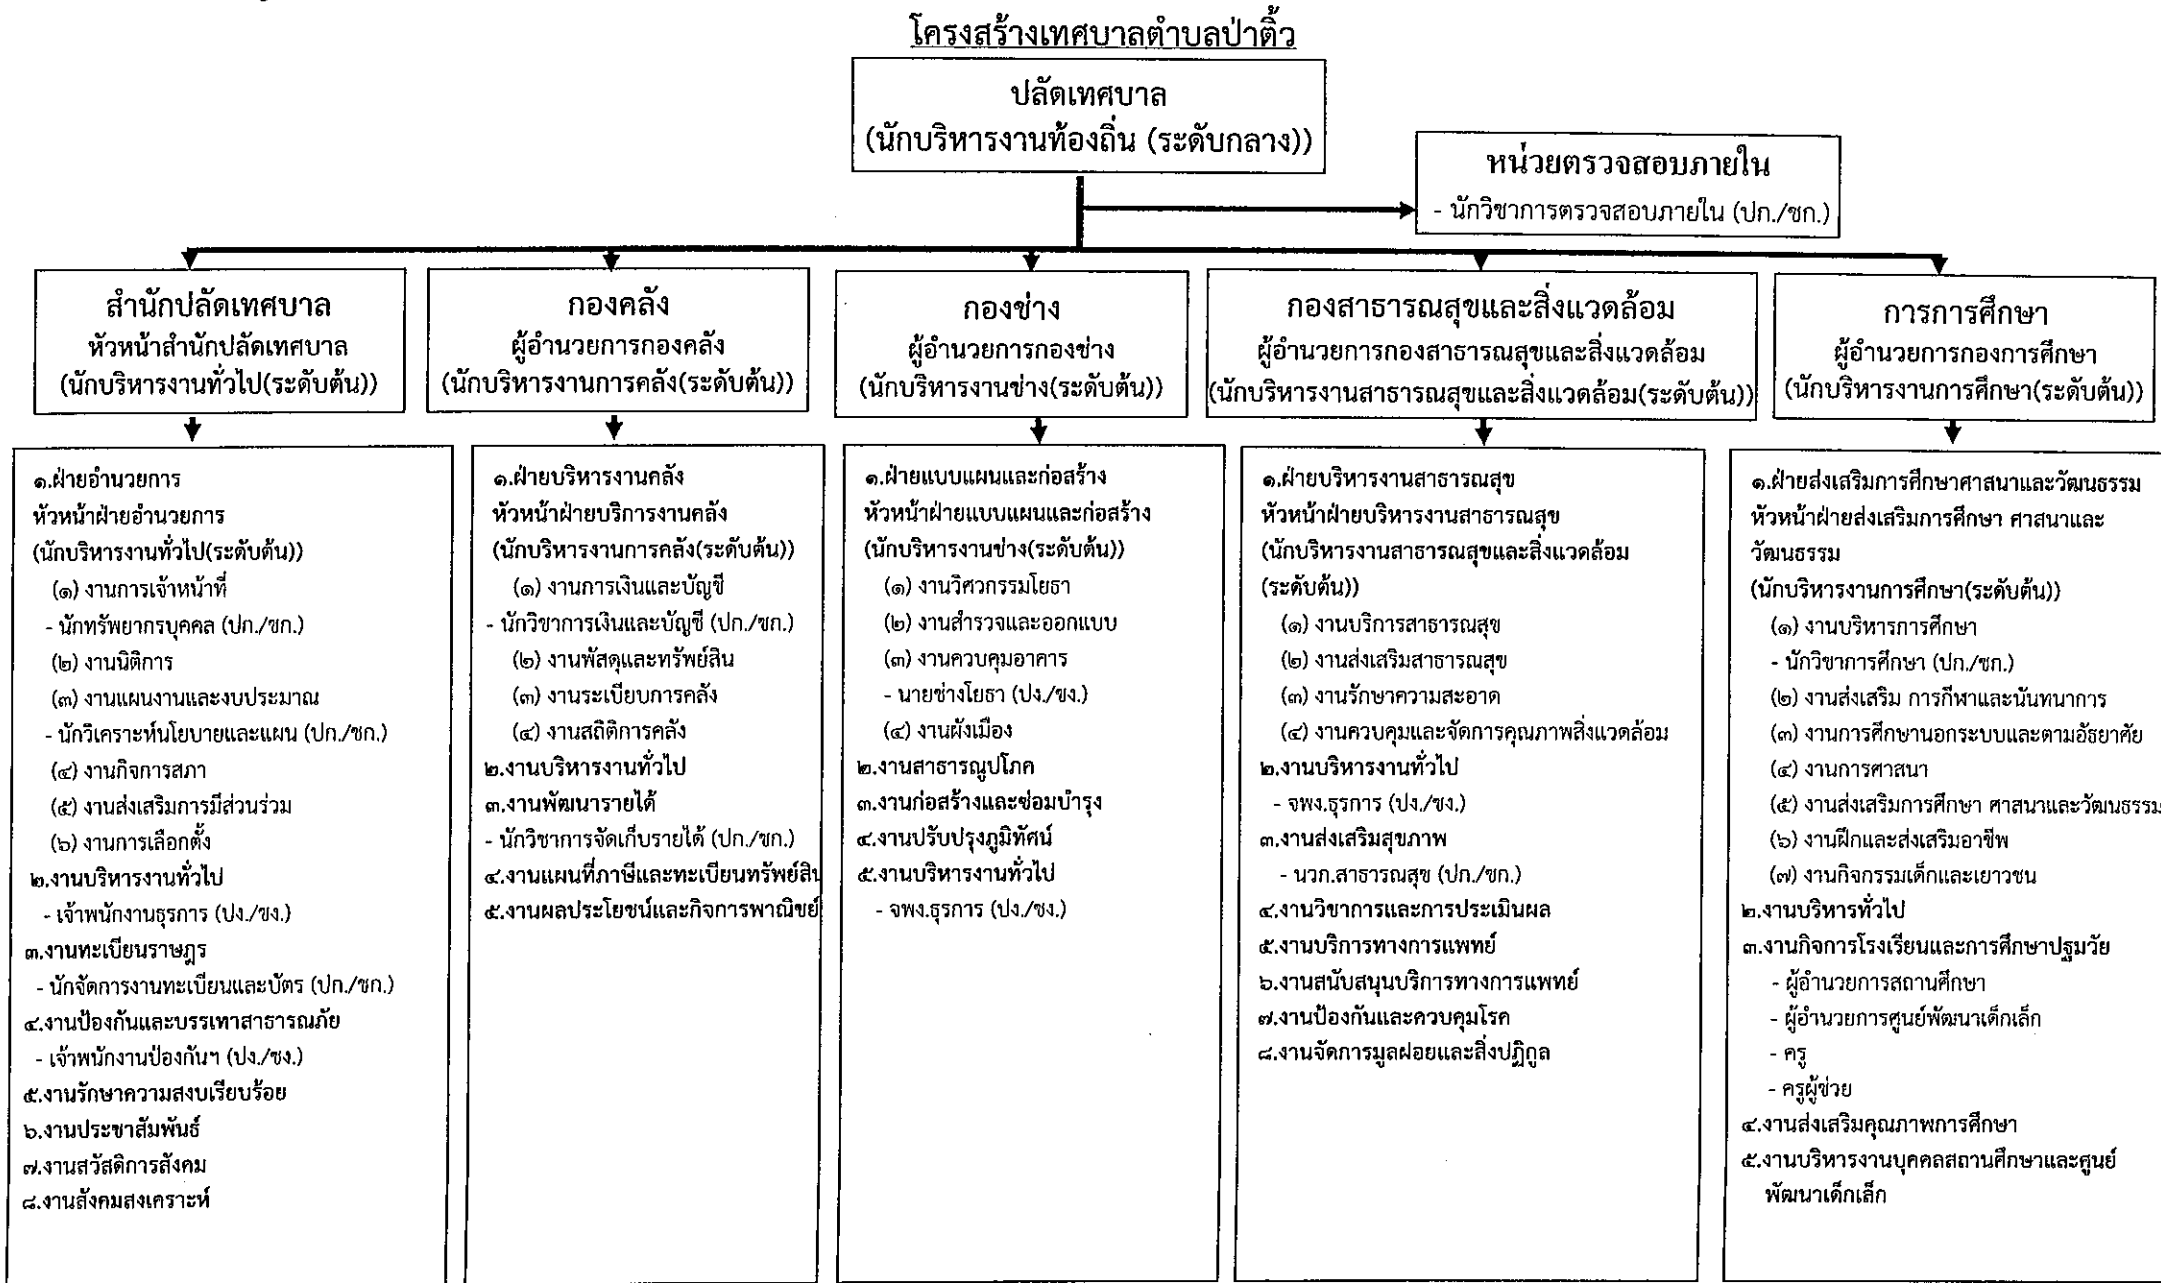 โครงสร้างเทศบาลตำบลป่าติ้ว
ปลัดเทศบาล
(นักบริหารงานท้องถิ่น (ระดับกลาง))
หน่วยตรวจสอบภายใน
- นักวิชาการตรวจสอบภายใน (ปก./ชก.)
สำนักปลัดเทศบาล
หัวหน้าสำนักปลัดเทศบาล
(นักบริหารงานทั่วไป(ระดับต้น))
กองคลัง
ผู้อำนวยการกองคลัง
(นักบริหารงานการคลัง(ระดับต้น))
กองช่าง
ผู้อำนวยการกองช่าง
(นักบริหารงานช่าง(ระดับต้น))
กองสาธารณสุขและสิ่งแวดล้อม
ผู้อำนวยการกองสาธารณสุขและสิ่งแวดล้อม
(นักบริหารงานสาธารณสุขและสิ่งแวดล้อม(ระดับต้น))
การการศึกษา
ผู้อำนวยการกองการศึกษา
(นักบริหารงานการศึกษา(ระดับต้น))
๑.ฝ่ายอำนวยการ
หัวหน้าฝ่ายอำนวยการ
(นักบริหารงานทั่วไป(ระดับต้น))
(๑) งานการเจ้าหน้าที่
- นักทรัพยากรบุคคล (ปก./ชก.)
(๒) งานนิติการ
(๓) งานแผนงานและงบประมาณ
- นักวิเคราะห์นโยบายและแผน (ปก./ชก.)
(๔) งานกิจการสภา
(๕) งานส่งเสริมการมีส่วนร่วม
(๖) งานการเลือกตั้ง
๒.งานบริหารงานทั่วไป
- เจ้าพนักงานธุรการ (ปง./ชง.)
๓.งานทะเบียนราษฎร
- นักจัดการงานทะเบียนและบัตร (ปก./ชก.)
๔.งานป้องกันและบรรเทาสาธารณภัย
- เจ้าพนักงานป้องกันฯ (ปง./ชง.)
๕.งานรักษาความสงบเรียบร้อย
๖.งานประชาสัมพันธ์
๗.งานสวัสดิการสังคม
๘.งานสังคมสงเคราะห์
๑.ฝ่ายบริหารงานคลัง
หัวหน้าฝ่ายบริการงานคลัง
(นักบริหารงานการคลัง(ระดับต้น))
(๑) งานการเงินและบัญชี
- นักวิชาการเงินและบัญชี (ปก./ชก.)
(๒) งานพัสดุและทรัพย์สิน
(๓) งานระเบียบการคลัง
(๔) งานสถิติการคลัง
๒.งานบริหารงานทั่วไป
๓.งานพัฒนารายได้
- นักวิชาการจัดเก็บรายได้ (ปก./ชก.)
๔.งานแผนที่ภาษีและทะเบียนทรัพย์สิน
๕.งานผลประโยชน์และกิจการพาณิชย์
๑.ฝ่ายแบบแผนและก่อสร้าง
หัวหน้าฝ่ายแบบแผนและก่อสร้าง
(นักบริหารงานช่าง(ระดับต้น))
(๑) งานวิศวกรรมโยธา
(๒) งานสำรวจและออกแบบ
(๓) งานควบคุมอาคาร
- นายช่างโยธา (ปง./ชง.)
(๔) งานผังเมือง
๒.งานสาธารณูปโภค
๓.งานก่อสร้างและซ่อมบำรุง
๔.งานปรับปรุงภูมิทัศน์
๕.งานบริหารงานทั่วไป
- จพง.ธุรการ (ปง./ชง.)
๑.ฝ่ายบริหารงานสาธารณสุข
หัวหน้าฝ่ายบริหารงานสาธารณสุข
(นักบริหารงานสาธารณสุขและสิ่งแวดล้อม
(ระดับต้น))
(๑) งานบริการสาธารณสุข
(๒) งานส่งเสริมสาธารณสุข
(๓) งานรักษาความสะอาด
(๔) งานควบคุมและจัดการคุณภาพสิ่งแวดล้อม
๒.งานบริหารงานทั่วไป
- จพง.ธุรการ (ปง./ชง.)
๓.งานส่งเสริมสุขภาพ
- นวก.สาธารณสุข (ปก./ชก.)
๔.งานวิชาการและการประเมินผล
๕.งานบริการทางการแพทย์
๖.งานสนับสนุนบริการทางการแพทย์
๗.งานป้องกันและควบคุมโรค
๘.งานจัดการมูลฝอยและสิ่งปฏิกูล
๑.ฝ่ายส่งเสริมการศึกษาศาสนาและวัฒนธรรม
หัวหน้าฝ่ายส่งเสริมการศึกษา ศาสนาและ
วัฒนธรรม
(นักบริหารงานการศึกษา(ระดับต้น))
(๑) งานบริหารการศึกษา
- นักวิชาการศึกษา (ปก./ชก.)
(๒) งานส่งเสริม การกีฬาและนันทนาการ
(๓) งานการศึกษานอกระบบและตามอัธยาศัย
(๔) งานการศาสนา
(๕) งานส่งเสริมการศึกษา ศาสนาและวัฒนธรรม
(๖) งานฝึกและส่งเสริมอาชีพ
(๗) งานกิจกรรมเด็กและเยาวชน
๒.งานบริหารทั่วไป
๓.งานกิจการโรงเรียนและการศึกษาปฐมวัย
- ผู้อำนวยการสถานศึกษา
- ผู้อำนวยการศูนย์พัฒนาเด็กเล็ก
- ครู
- ครูผู้ช่วย
๔.งานส่งเสริมคุณภาพการศึกษา
๕.งานบริหารงานบุคคลสถานศึกษาและศูนย์
พัฒนาเด็กเล็ก